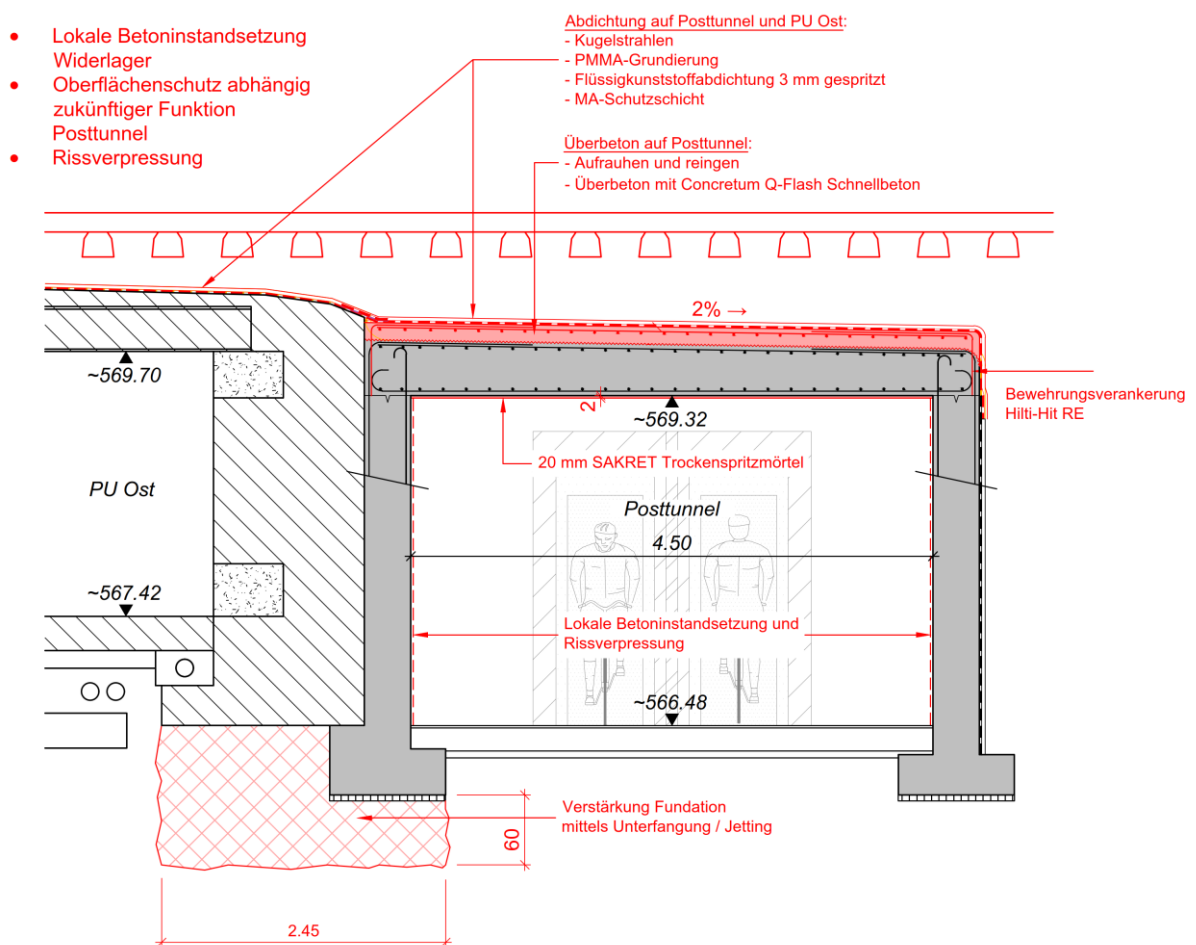 • Lokale Betoninstandsetzung
Widerlager
• Oberflächenschutz abhängig
zukünftiger Funktion
Posttunnel
• Rissverpressung
Abdichtung auf Posttunnel und PU Ost:
- Kugelstrahlen
- PMMA-Grundierung
- Flüssigkunststoffabdichtung 3 mm gespritzt
- MA-Schutzschicht
Überbeton auf Posttunnel:
- Aufrauhen und reingen
- Überbeton mit Concretum Q-Flash Schnellbeton
2% →
~569.70
2
~569.32
Bewehrungsverankerung
Hilti-Hit RE
20 mm SAKRET Trockenspritzmörtel
PU Ost
Posttunnel
4.50
~567.42
Lokale Betoninstandsetzung und
Rissverpressung
~566.48
Verstärkung Fundation
mittels Unterfangung / Jetting
60
2.45